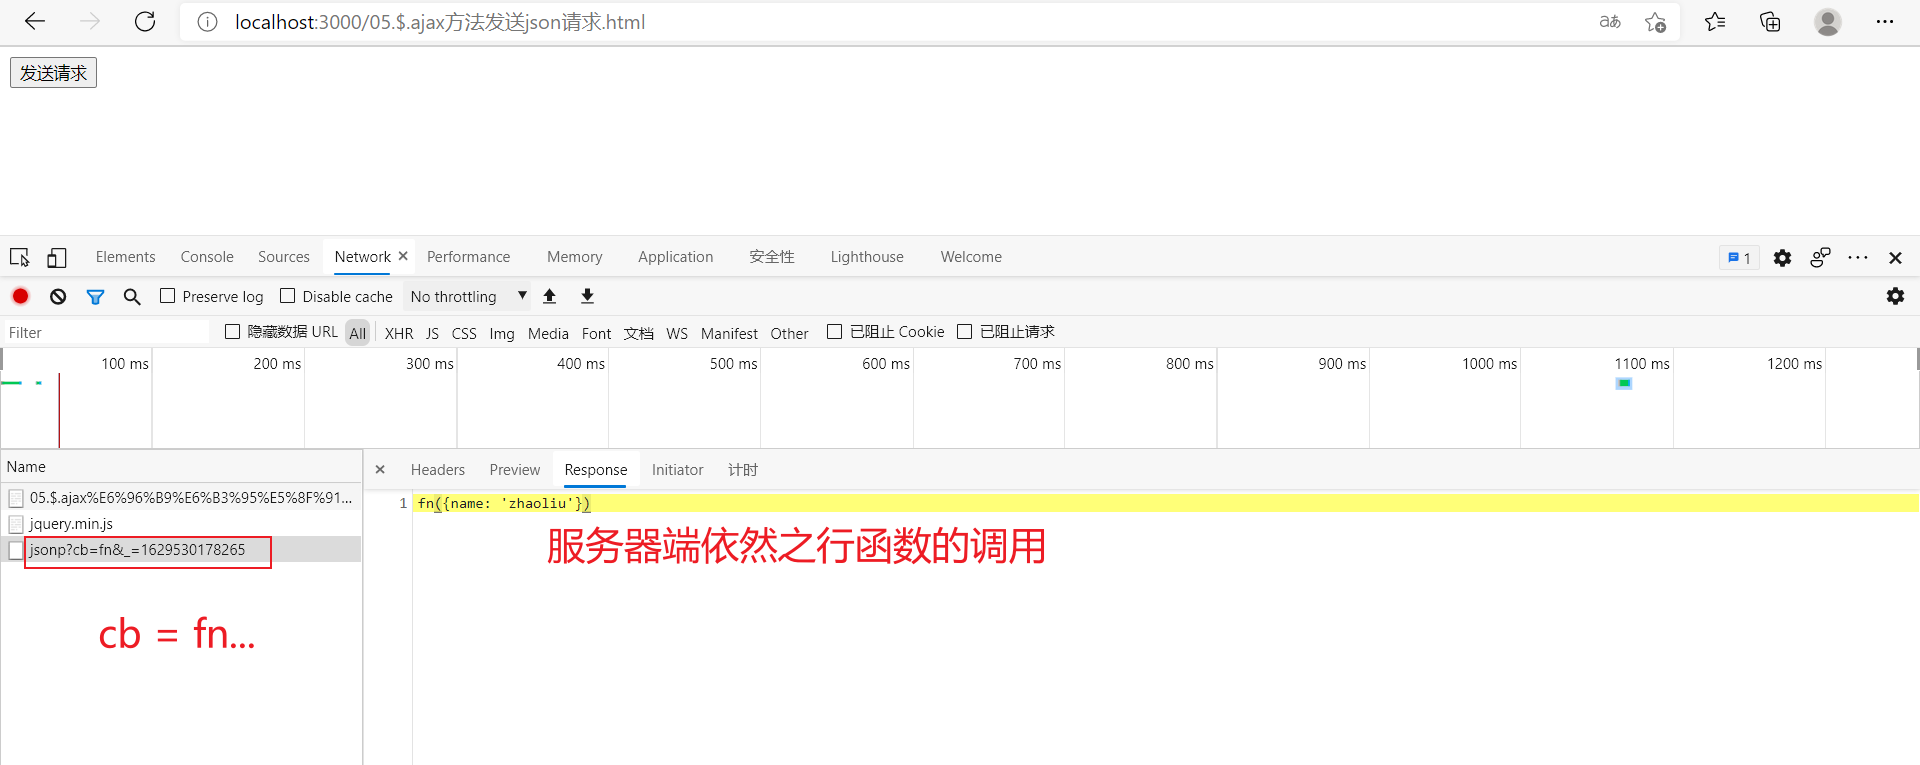 localhost:3000/05.$.ajax方法发送json请求.html
发送请求
Elements Console Sources Network Performance Memory Application 安全性 Lighthouse Welcome 1
Preserve log Disable cache No throttling
Filter 隐藏数据 URL All XHR JS CSS Img Media Font 文档 WS Manifest Other 已阻止 Cookie 已阻止请求
100 ms 200 ms 300 ms 400 ms 500 ms 600 ms 700 ms 800 ms 900 ms 1000 ms 1100 ms 1200 ms
Name
Headers Preview Response Initiator 计时
05.$.ajax%E6%96%B9%E6%B3%95%E5%8F%91...
jquery.min.js
jsonp?cb=fn&_=1629530178265
1 fn({name: 'zhaoliu'})
服务器端依然之行函数的调用
cb = fn...